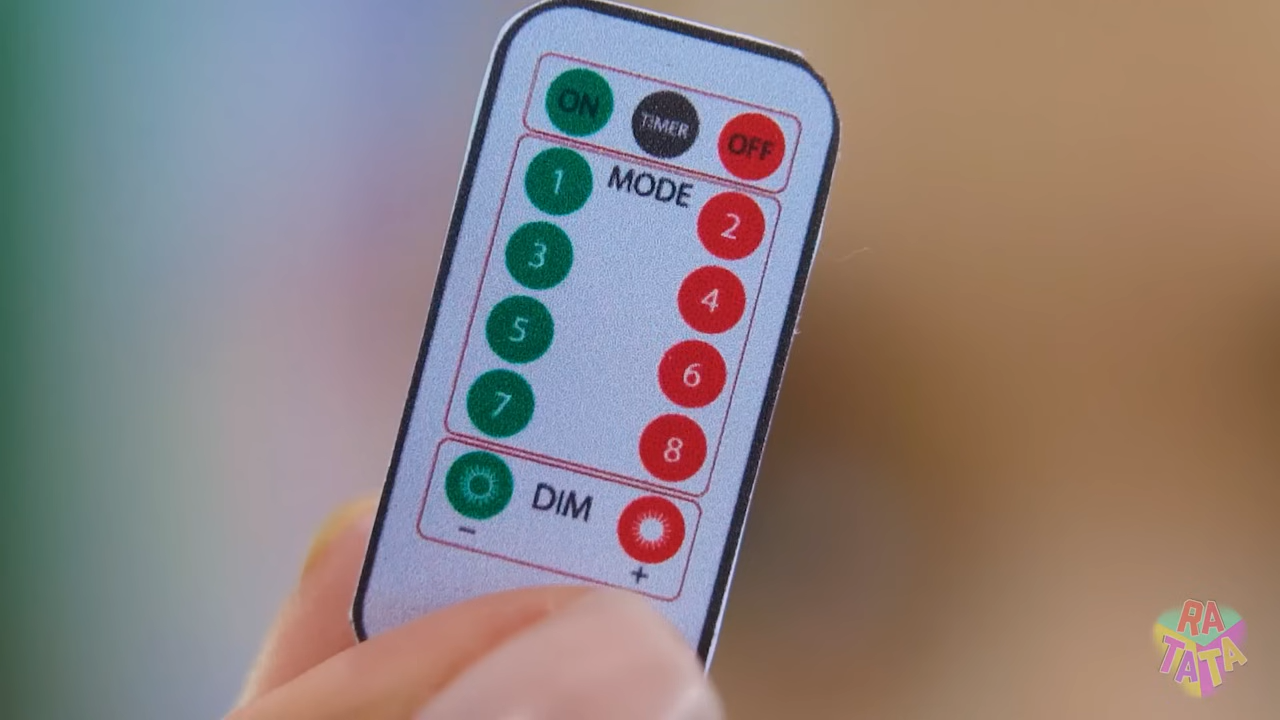 ON TIMER OFF
1 MODE 2
3 4
5 6
7 8
DIM
- +
RA
TATA